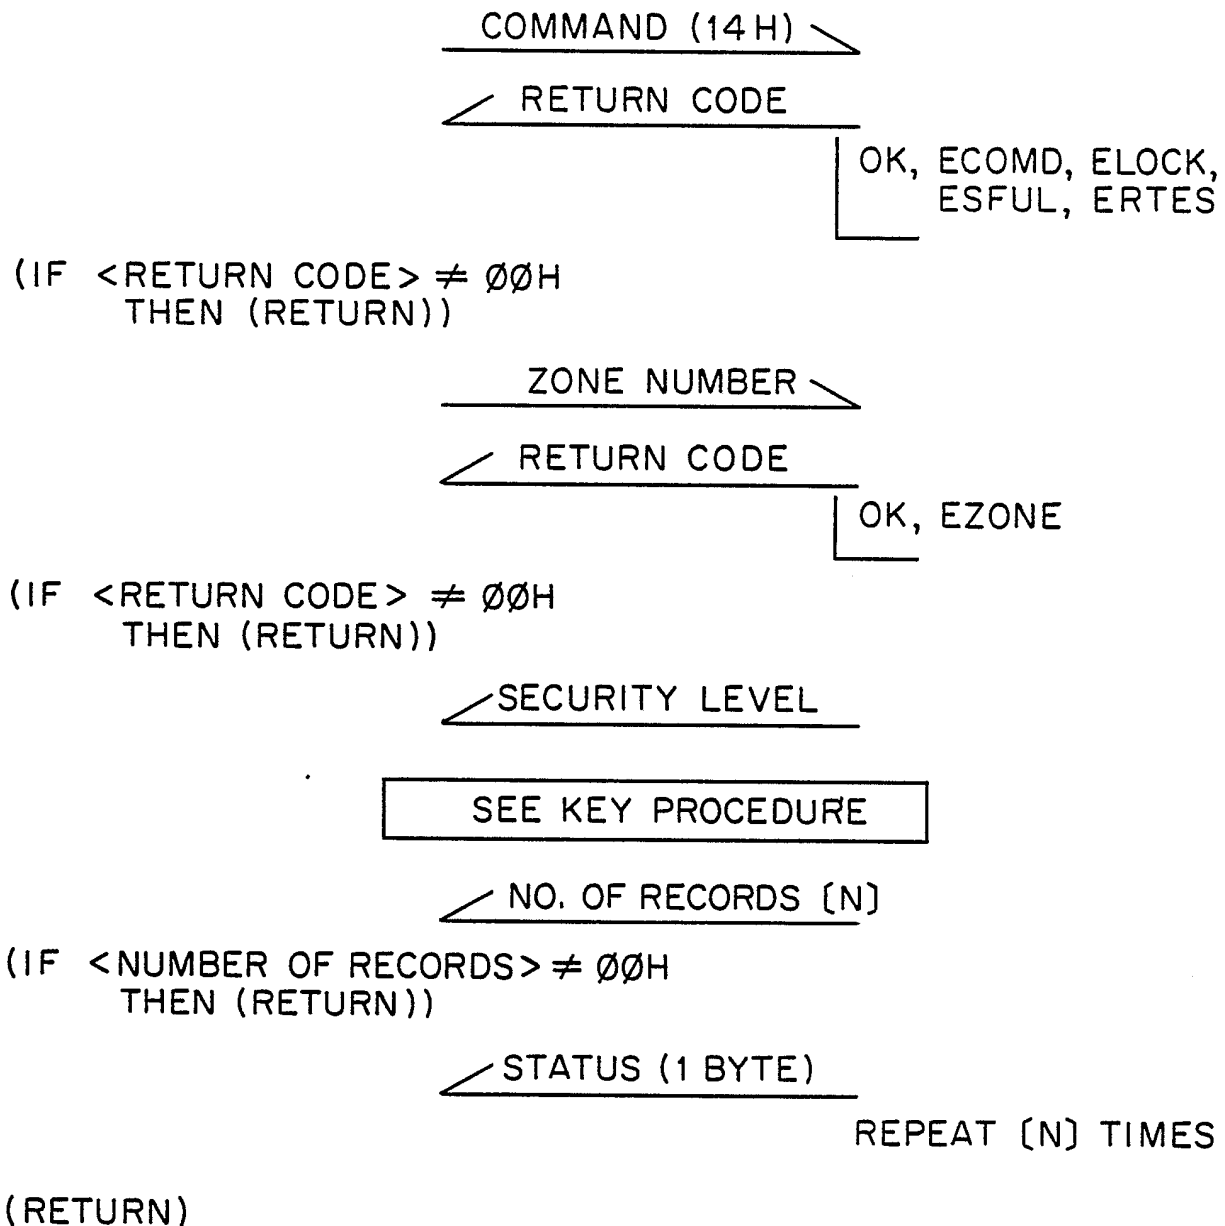 COMMAND (14H)
RETURN CODE
OK, ECOMD, ELOCK,
ESFUL, ERTES
(IF <RETURN CODE> ≠ ØØH
THEN (RETURN))
ZONE NUMBER
RETURN CODE
OK, EZONE
(IF <RETURN CODE> ≠ ØØH
THEN (RETURN))
SECURITY LEVEL
SEE KEY PROCEDURE
NO. OF RECORDS [N]
(IF <NUMBER OF RECORDS> ≠ ØØH
THEN (RETURN))
STATUS (1 BYTE)
REPEAT [N] TIMES
(RETURN)